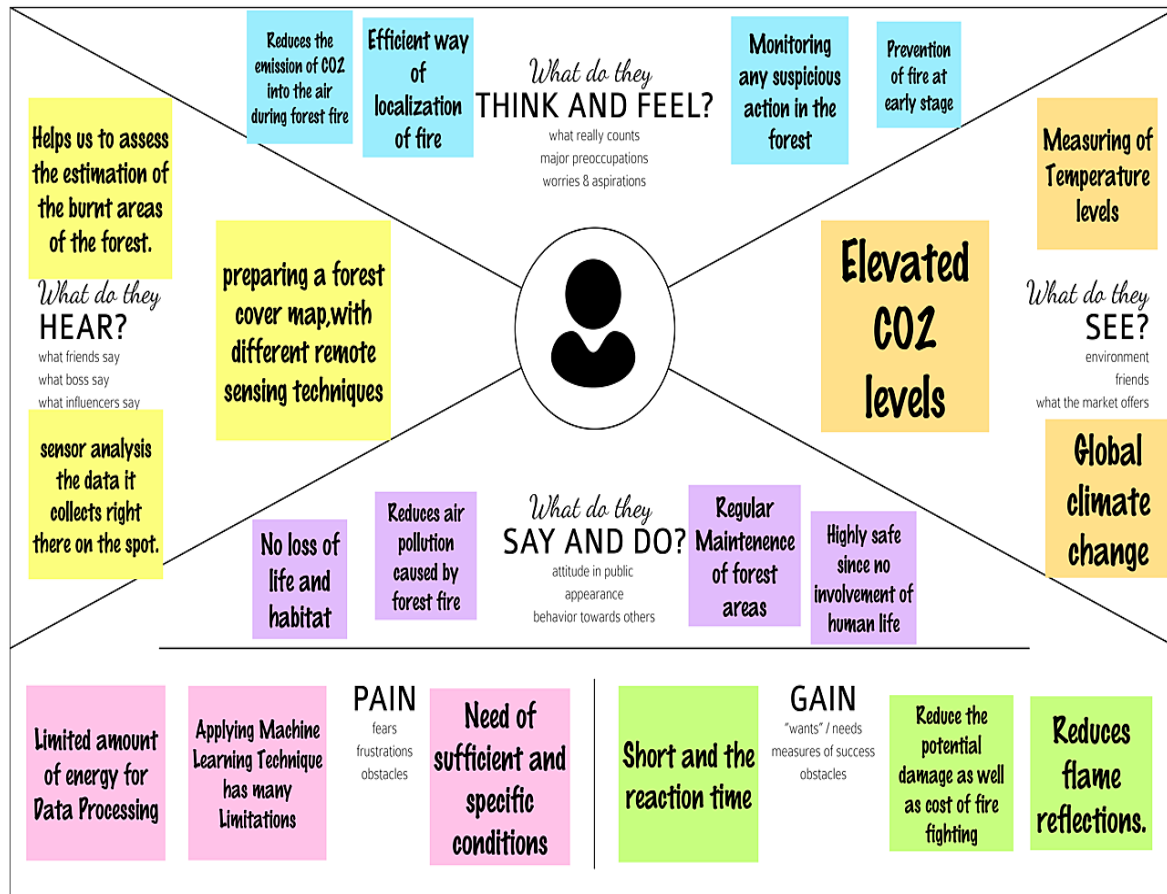 Reduces the
emission of CO2
into the air
during forest fire
Efficient way
of
localization
of fire
What do they
THINK AND FEEL?
what really counts
major preoccupations
worries & aspirations
Monitoring
any suspicious
action in the
forest
Prevention
of fire at
early stage
Helps us to assess
the estimation of
the burnt areas
of the forest.
preparing a forest
cover map,with
different remote
sensing techniques
What do they
HEAR?
what friends say
what boss say
what influencers say
sensor analysis
the data it
collects right
there on the spot.
Elevated
CO2
levels
Measuring of
Temperature
levels
What do they
SEE?
environment
friends
what the market offers
Global
climate
change
No loss of
life and
habitat
Reduces air
pollution
caused by
forest fire
What do they
SAY AND DO?
attitude in public
appearance
behavior towards others
Regular
Maintenence
of forest
areas
Highly safe
since no
involvement of
human life
Limited amount
of energy for
Data Processing
Applying Machine
Learning Technique
has many
Limitations
PAIN
fears
frustrations
obstacles
Need of
sufficient and
specific
conditions
Short and the
reaction time
GAIN
"wants" / needs
measures of success
obstacles
Reduce the
potential
damage as well
as cost of fire
fighting
Reduces
flame
reflections.